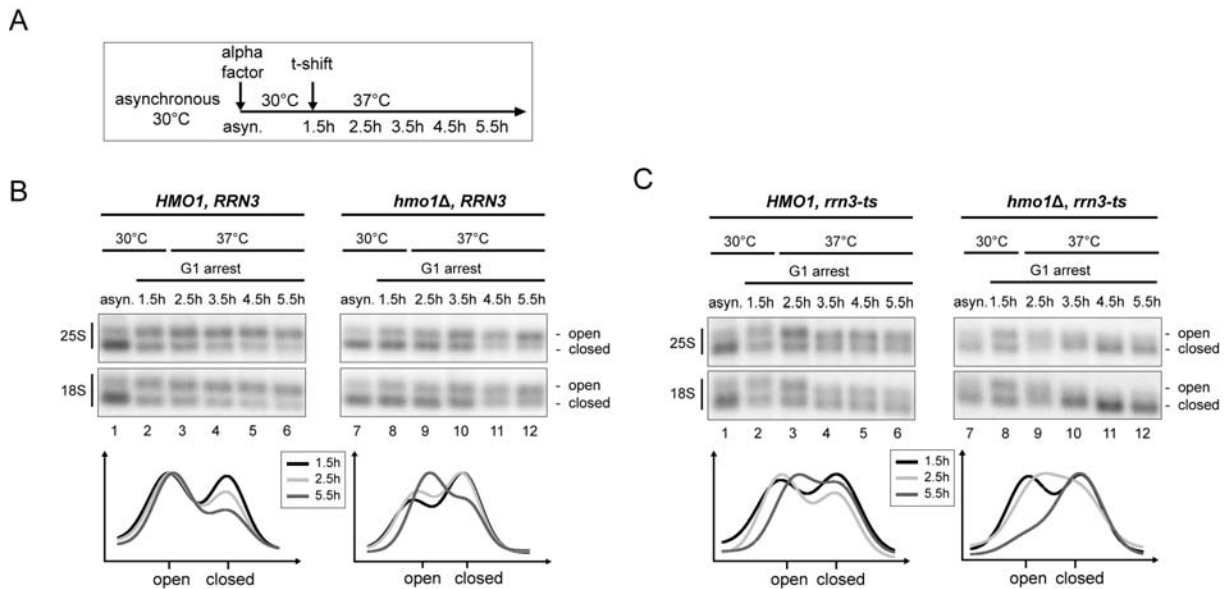 A
alpha
factor
t-shift
asynchronous
30°C
30°C
37°C
asyn.
1.5h
2.5h
3.5h
4.5h
5.5h
B
HMO1, RRN3
hmo1Δ, RRN3
30°C
37°C
30°C
37°C
G1 arrest
G1 arrest
asyn. 1.5h 2.5h 3.5h 4.5h 5.5h
asyn. 1.5h 2.5h 3.5h 4.5h 5.5h
25S
- open
- closed
18S
- open
- closed
1 2 3 4 5 6
7 8 9 10 11 12
1.5h
2.5h
5.5h
open closed
open closed
C
HMO1, rrn3-ts
hmo1Δ, rrn3-ts
30°C
37°C
30°C
37°C
G1 arrest
G1 arrest
asyn. 1.5h 2.5h 3.5h 4.5h 5.5h
asyn. 1.5h 2.5h 3.5h 4.5h 5.5h
25S
- open
- closed
18S
- open
- closed
1 2 3 4 5 6
7 8 9 10 11 12
1.5h
2.5h
5.5h
open closed
open closed